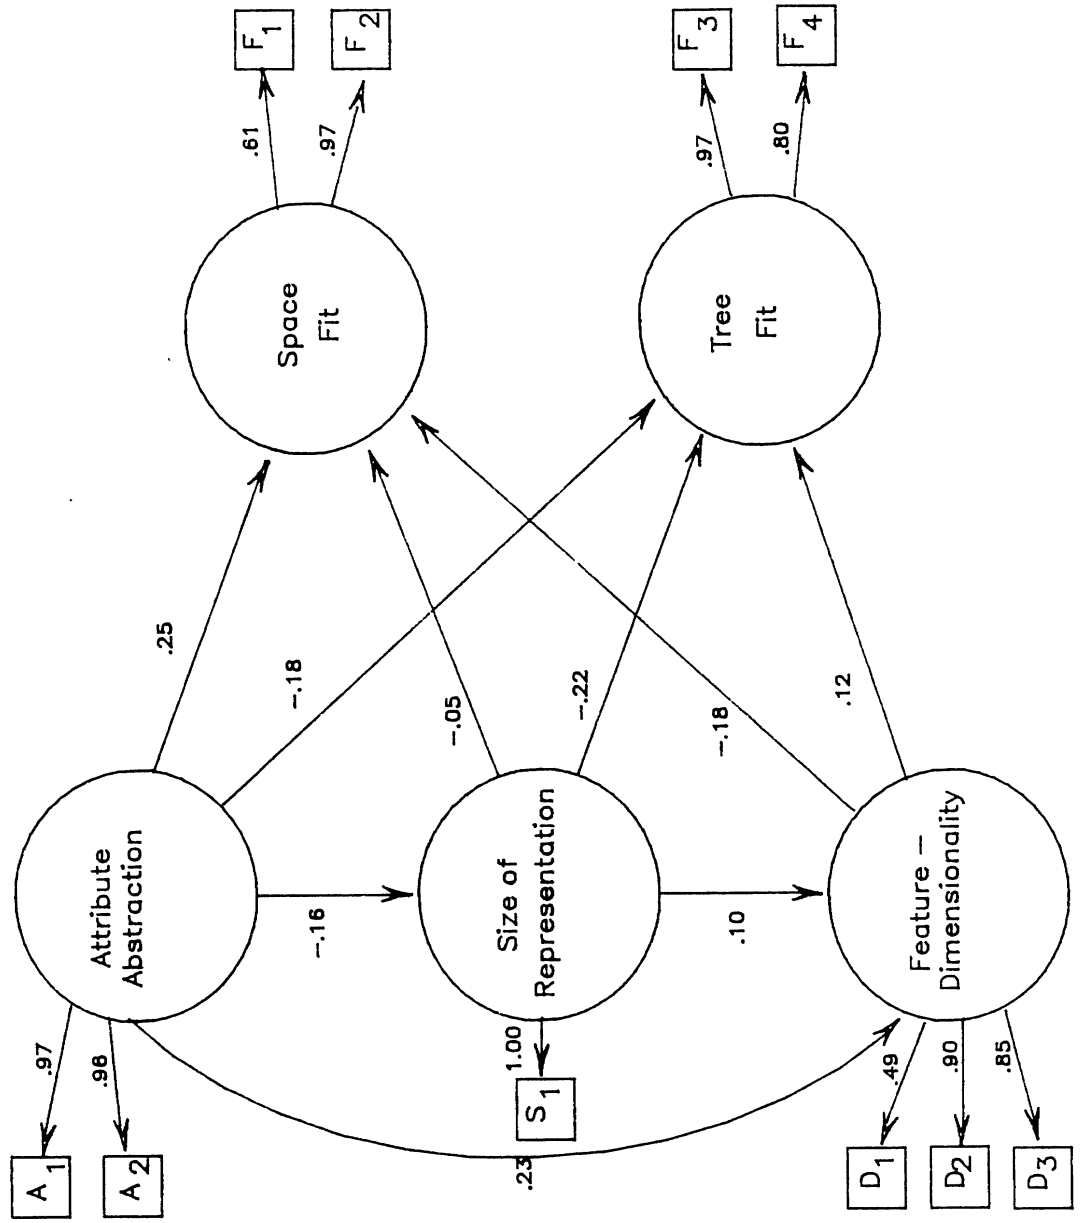 F1
F2
F3
F4
.61
.97
.97
.80
Space
Fit
Tree
Fit
.25
-.18
-.05
-.22
-.18
.12
Attribute
Abstraction
Size of
Representation
Feature –
Dimensionality
-.16
.10
.97
.96
1.00
.49
.90
.85
.23
A1
A2
S1
D1
D2
D3